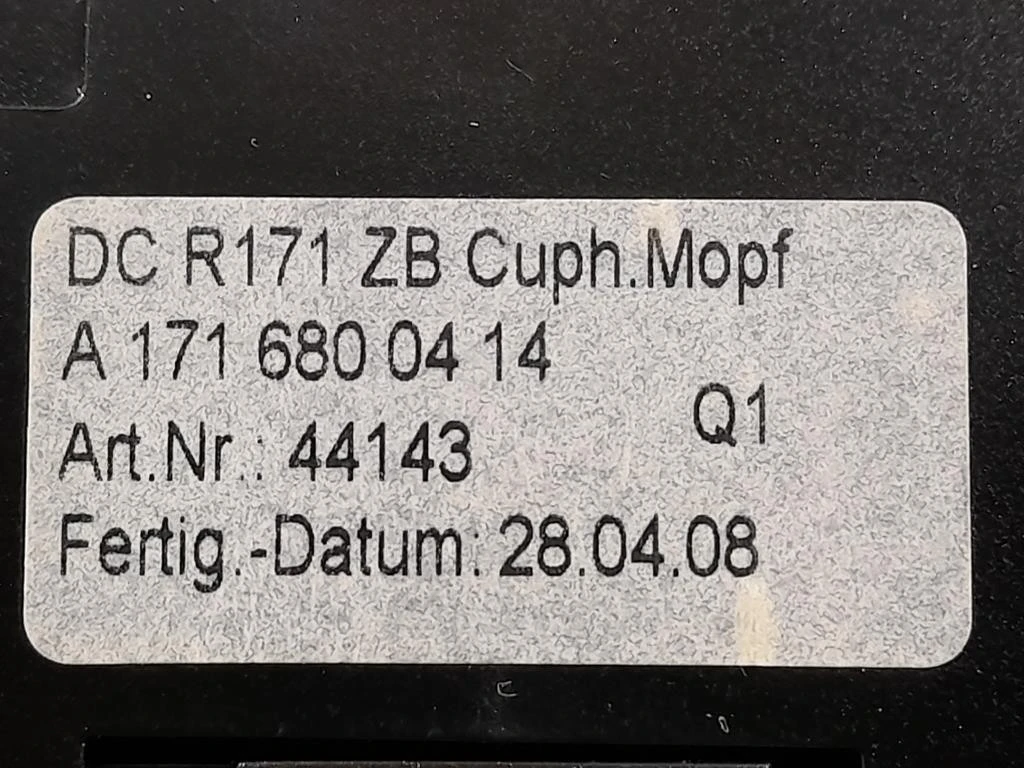 DC R171 ZB Cuph.Mopf
A 171 680 04 14
Q1
Art.Nr.: 44143
Fertig.-Datum: 28.04.08